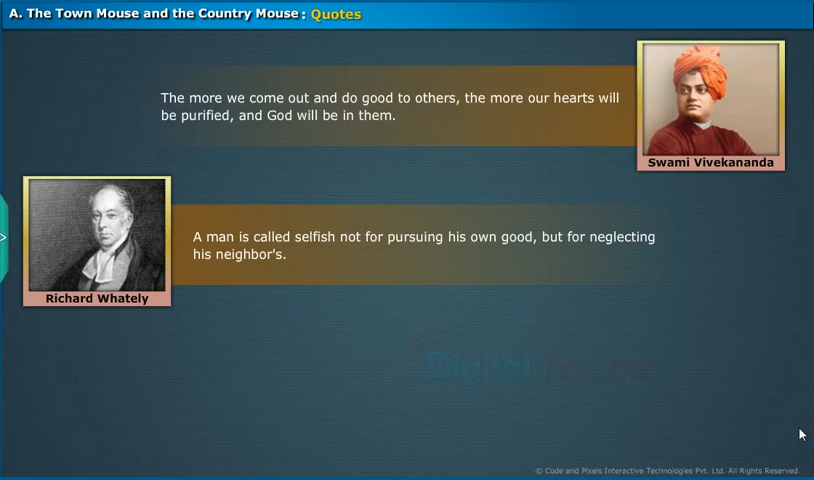 A. The Town Mouse and the Country Mouse : Quotes
The more we come out and do good to others, the more our hearts will
be purified, and God will be in them.
Swami Vivekananda
A man is called selfish not for pursuing his own good, but for neglecting
his neighbor's.
Richard Whately
Digital Teacher
© Code and Pixels Interactive Technologies Pvt. Ltd. All Rights Reserved.